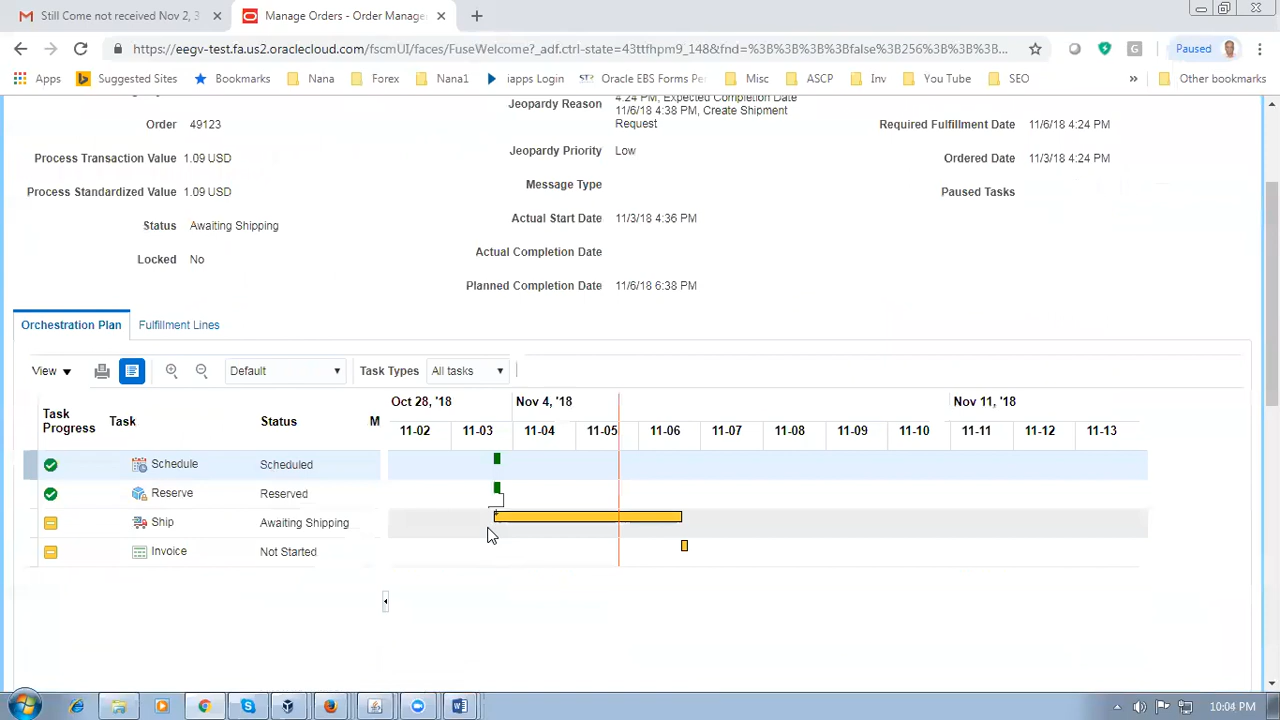 Still Come not received Nov 2, 3
Manage Orders - Order Manage
https://eegv-test.fa.us2.oraclecloud.com/fscmUI/faces/FuseWelcome?_adf.ctrl-state=43ttfhpm9_148&fnd=%3B%3B%3B%3Bfalse%3B256%3B%3B%3B...
Paused
Apps
Suggested Sites
Bookmarks
Nana
Forex
Nana1
iapps Login
Oracle EBS Forms Pe
Misc
ASCP
Inv
You Tube
SEO
»
Other bookmarks
Order 49123
Process Transaction Value 1.09 USD
Process Standardized Value 1.09 USD
Status Awaiting Shipping
Locked No
Jeopardy Reason
4:24 PM, Expected Completion Date
11/6/18 4:38 PM, Create Shipment
Request
Jeopardy Priority Low
Message Type
Actual Start Date 11/3/18 4:36 PM
Actual Completion Date
Planned Completion Date 11/6/18 6:38 PM
Required Fulfillment Date 11/6/18 4:24 PM
Ordered Date 11/3/18 4:24 PM
Paused Tasks
Orchestration Plan
Fulfillment Lines
View
Default
Task Types All tasks
Task Progress
Task
Status
M
Oct 28, '18
Nov 4, '18
Nov 11, '18
11-02 11-03 11-04 11-05 11-06 11-07 11-08 11-09 11-10 11-11 11-12 11-13
Schedule Scheduled
Reserve Reserved
Ship Awaiting Shipping
Invoice Not Started
10:04 PM